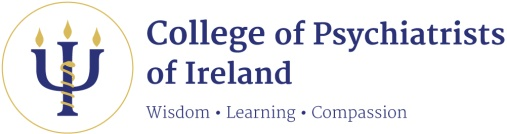 College of Psychiatrists
of Ireland
Wisdom • Learning • Compassion